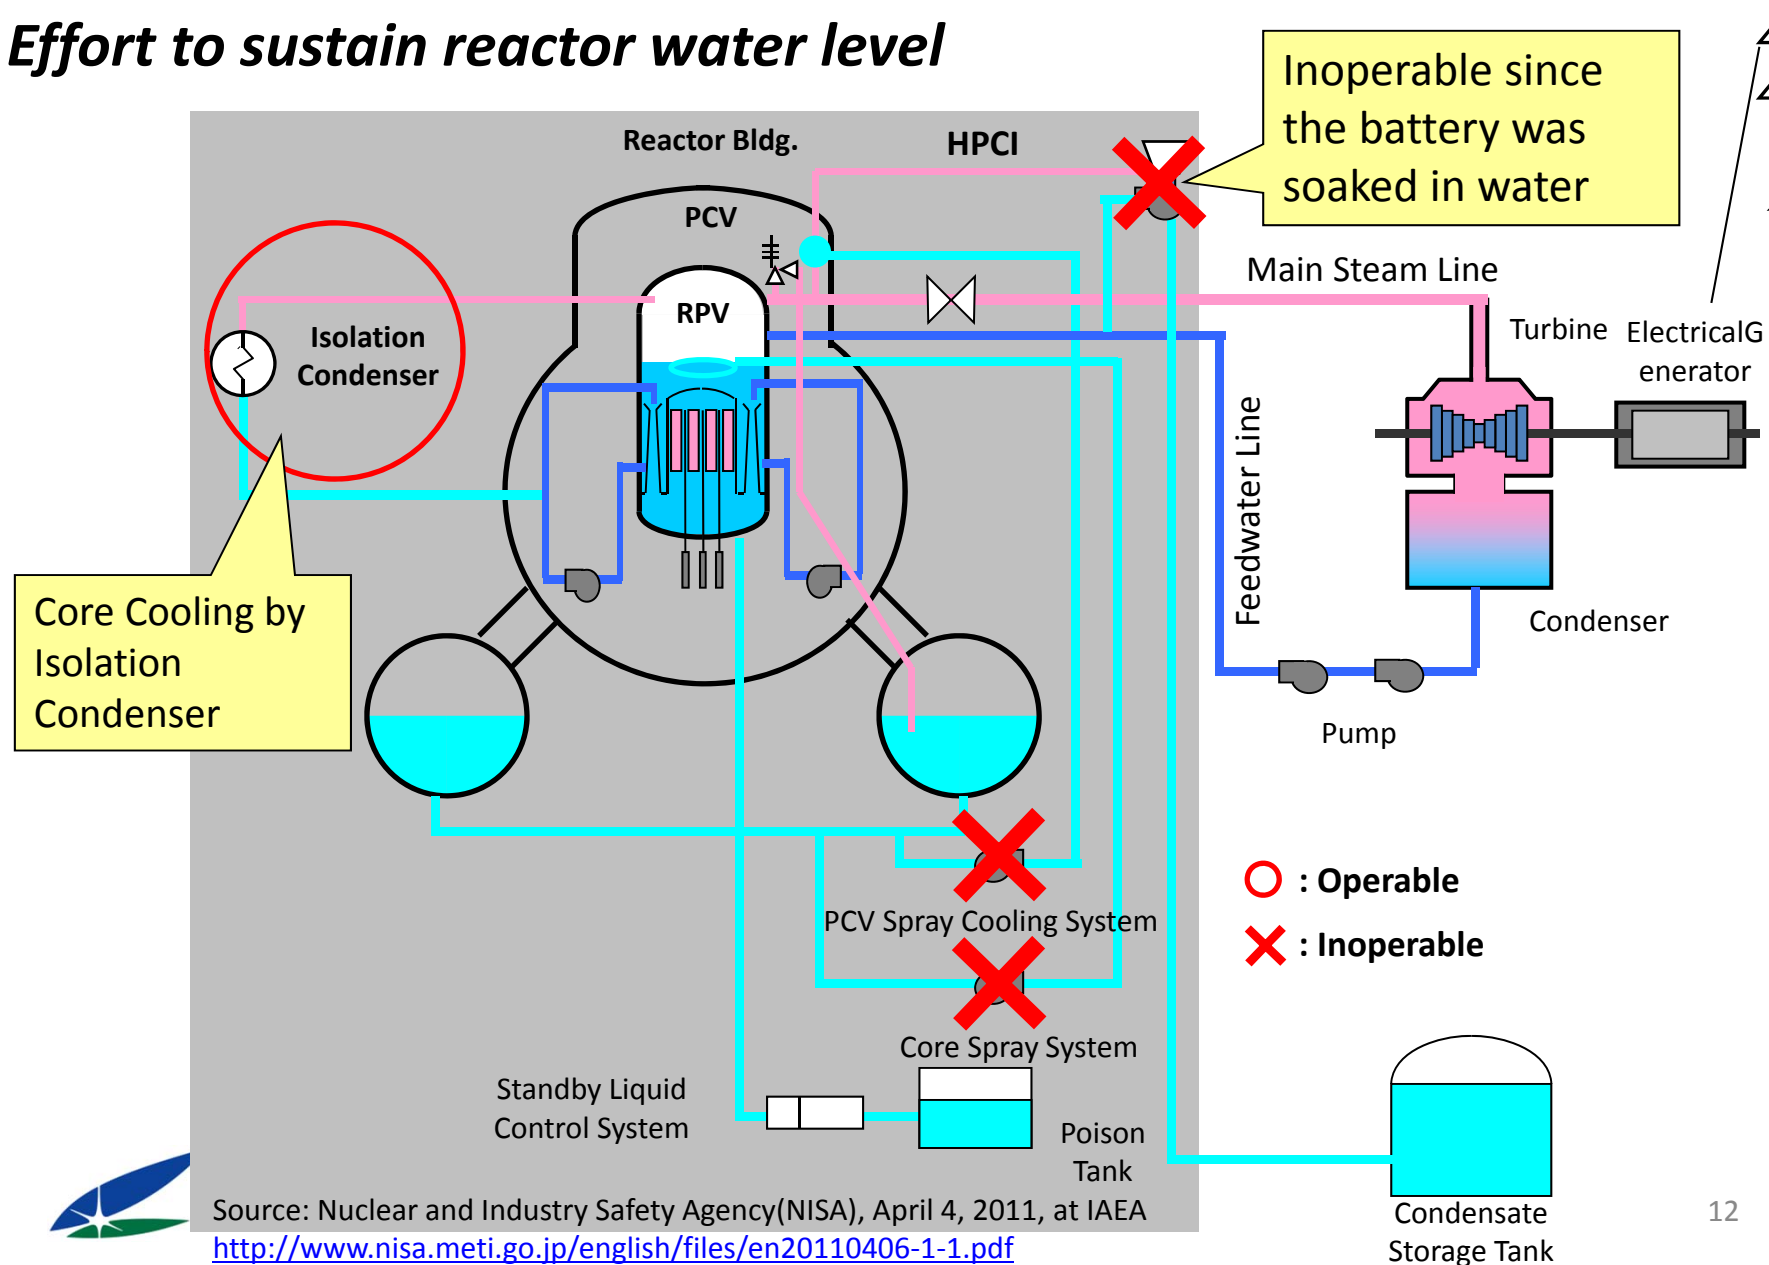 Effort to sustain reactor water level
Inoperable since
the battery was
soaked in water
Reactor Bldg.
HPCI
PCV
Main Steam Line
RPV
Isolation
Condenser
Turbine
ElectricalG
enerator
Feedwater Line
Core Cooling by
Isolation
Condenser
Condenser
Pump
: Operable
PCV Spray Cooling System
: Inoperable
Core Spray System
Standby Liquid
Control System
Poison
Tank
Source: Nuclear and Industry Safety Agency(NISA), April 4, 2011, at IAEA
http://www.nisa.meti.go.jp/english/files/en20110406-1-1.pdf
Condensate
Storage Tank
12